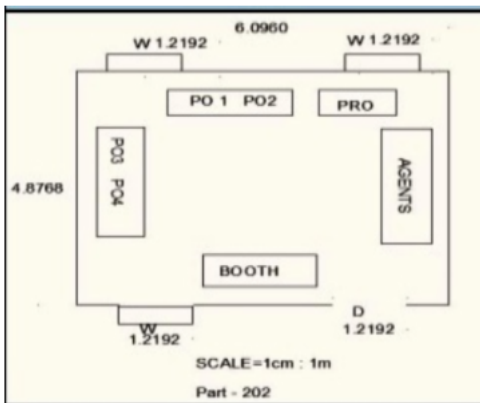 6.0960
W 1.2192
W 1.2192
PO 1 PO2
PRO
PO3 PO4
AGENTS
4.8768
BOOTH
W
1.2192
D
1.2192
SCALE=1cm : 1m
Part - 202